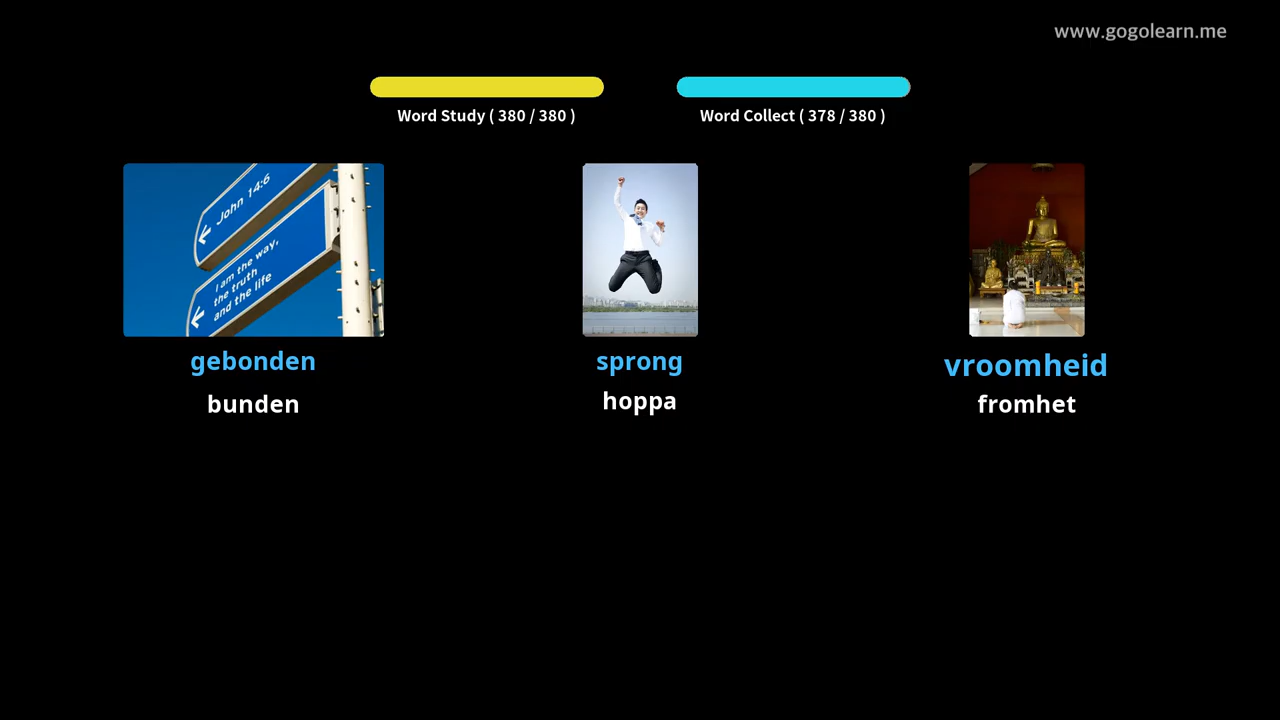 www.gogolearn.me
Word Study ( 380 / 380 )
Word Collect ( 378 / 380 )
John 14:6
I am the way,
the truth
and the life
gebonden
sprong
vroomheid
bunden
hoppa
fromhet